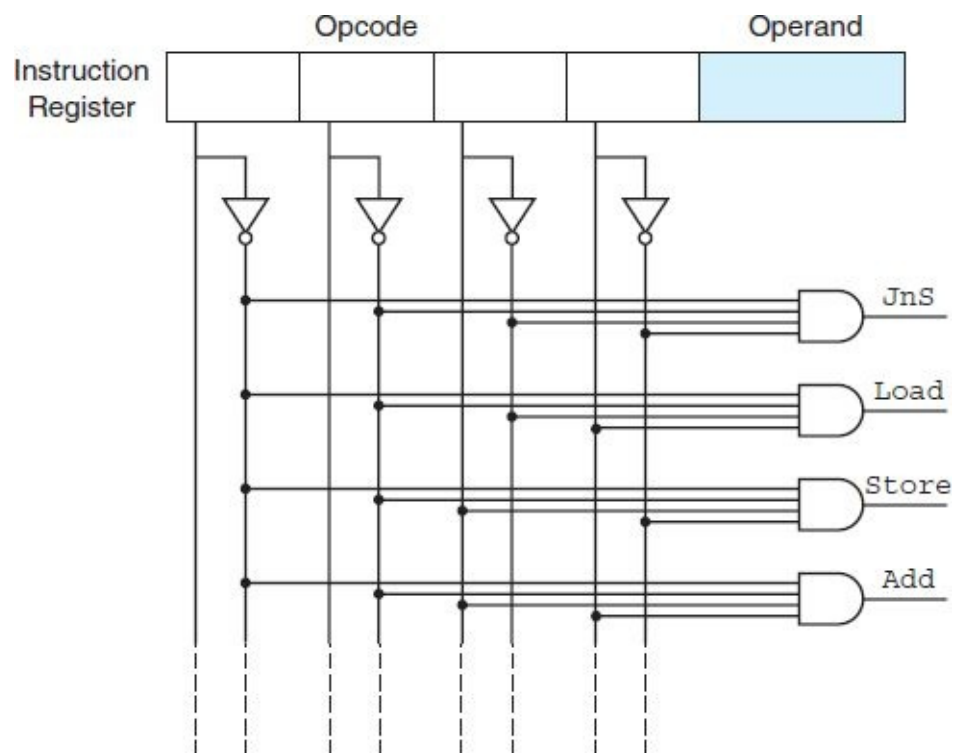 Opcode
Operand
Instruction
Register
JnS
Load
Store
Add